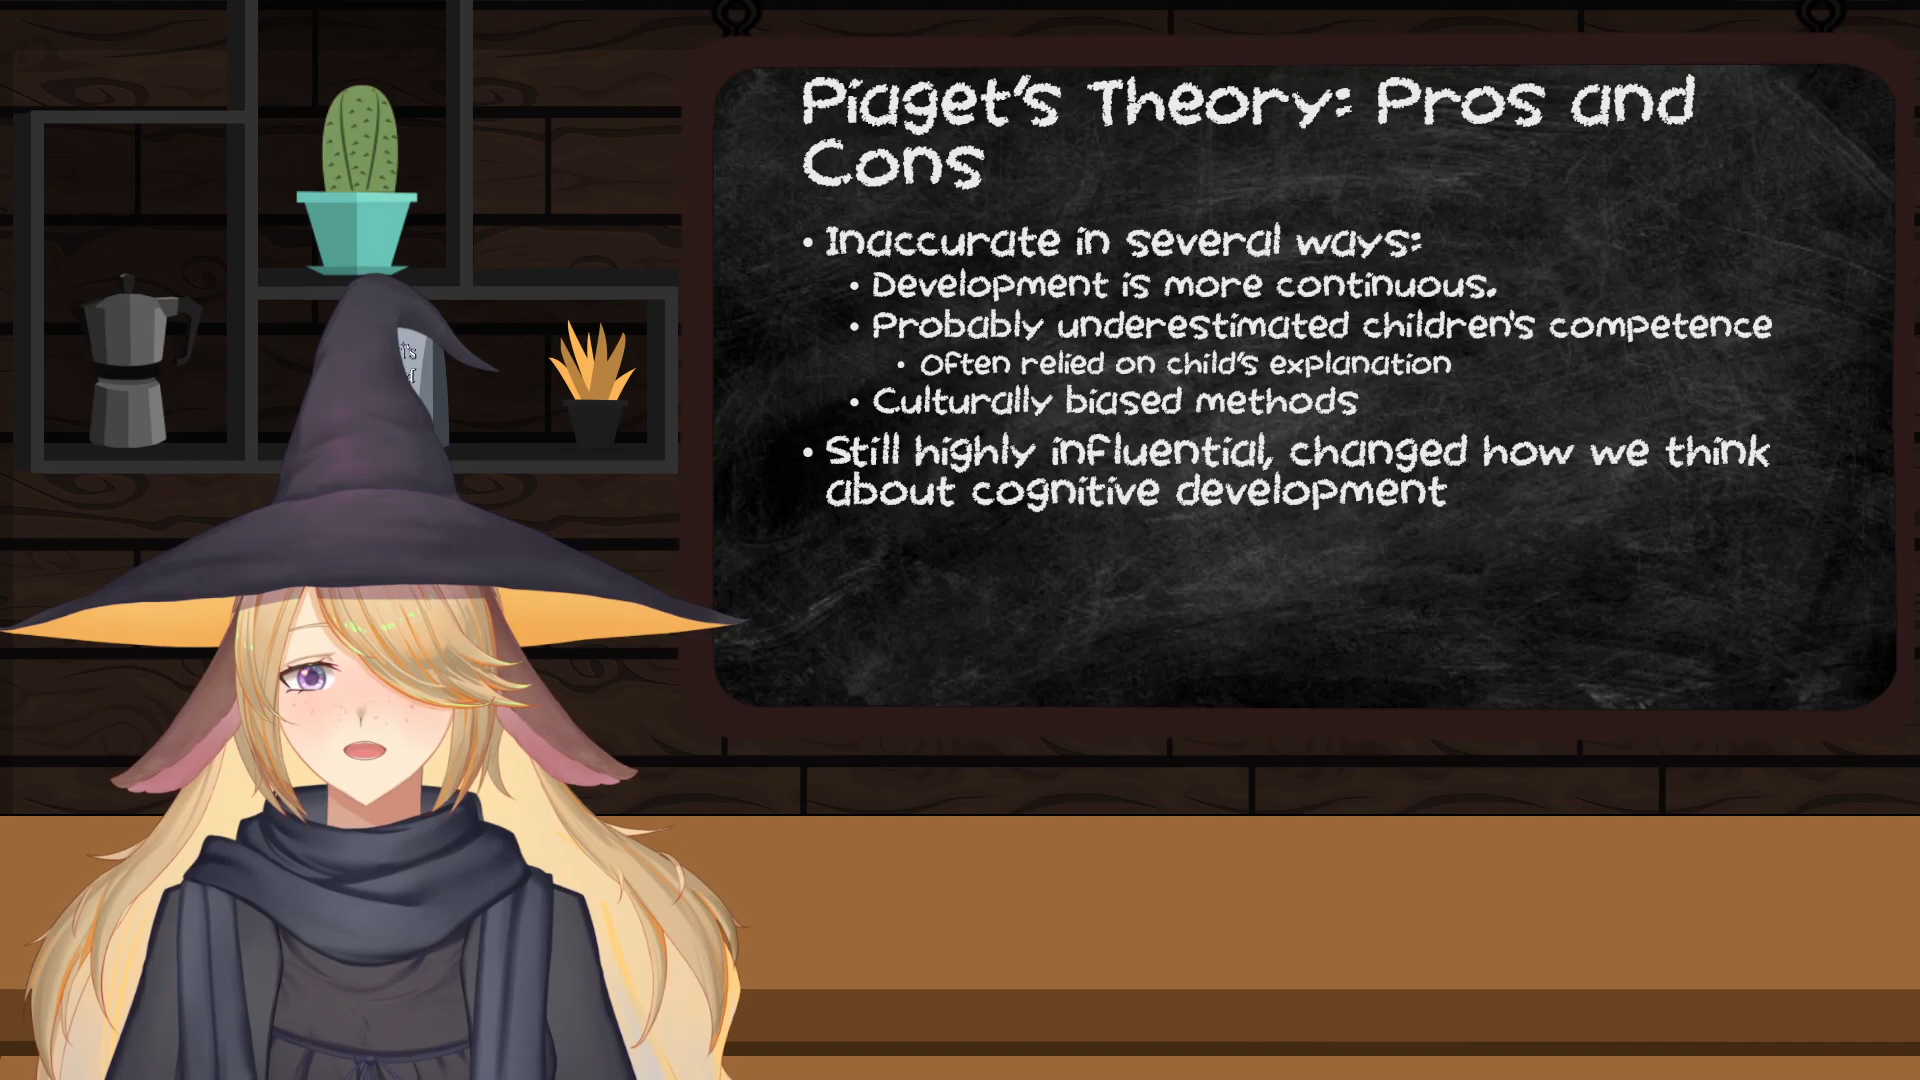 Piaget's Theory: Pros and
Cons
• Inaccurate in several ways:
• Development is more continuous.
• Probably underestimated children's competence
• Often relied on child's explanation
• Culturally biased methods
• Still highly influential, changed how we think
about cognitive development